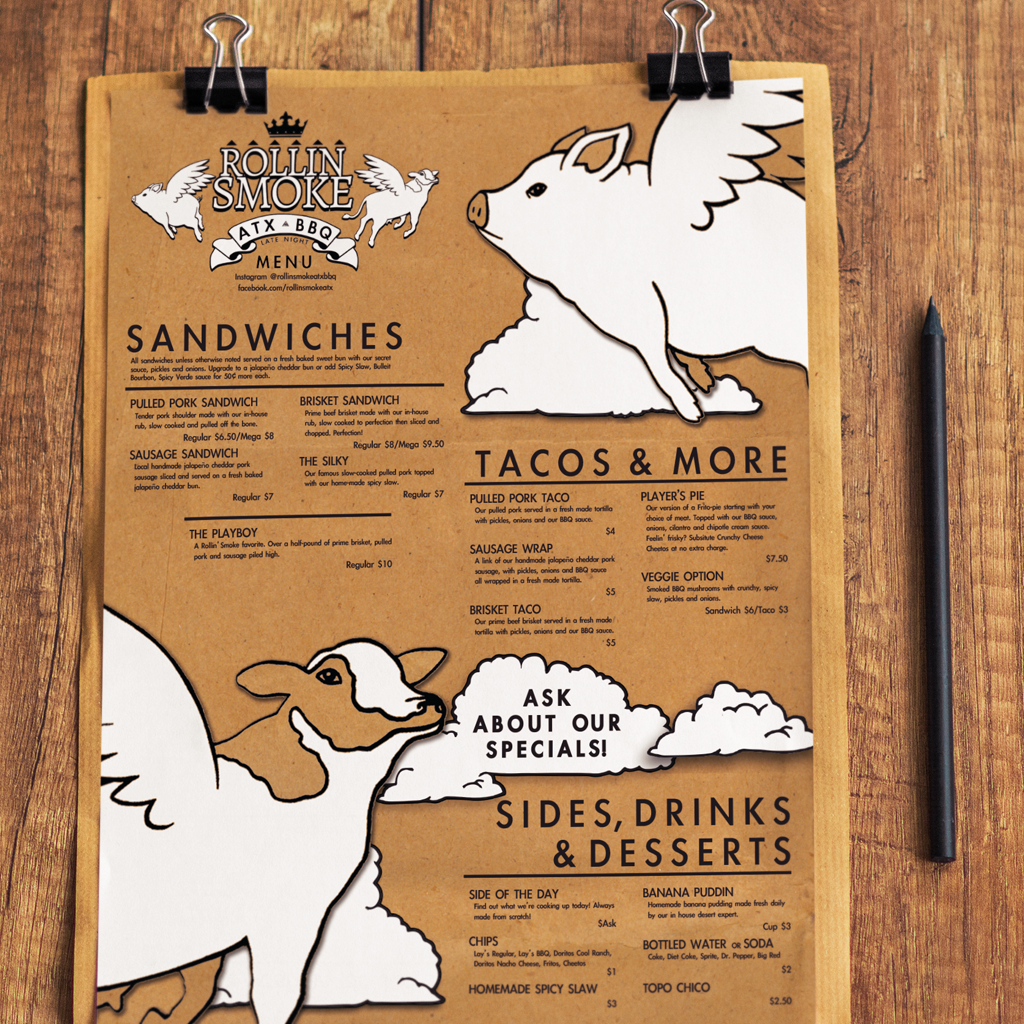 ROLLIN
SMOKE
ATX BBQ
LATE NIGHT
MENU
Instagram @rollinsmokeatxbbq
facebook.com/rollinsmokeatx
SANDWICHES
All sandwiches unless otherwise noted served on a fresh baked sweet bun with our secret
sauce, pickles and onions. Upgrade to a jalapeño cheddar bun or add Spicy Slaw, Bulleit
Bourbon, Spicy Verde sauce for 50¢ more each.
PULLED PORK SANDWICH
Tender pork shoulder made with our in-house
rub, slow cooked and pulled off the bone.
Regular $6.50/Mega $8
SAUSAGE SANDWICH
Local handmade jalapeño cheddar pork
sausage sliced and served on a fresh baked
jalapeño cheddar bun.
Regular $7
BRISKET SANDWICH
Prime beef brisket made with our in-house
rub, slow cooked to perfection then sliced and
chopped. Perfection!
Regular $8/Mega $9.50
THE SILKY
Our famous slow-cooked pulled pork topped
with our home-made spicy slaw.
Regular $7
THE PLAYBOY
A Rollin' Smoke favorite. Over a half-pound of prime brisket, pulled
pork and sausage piled high.
Regular $10
TACOS & MORE
PULLED PORK TACO
Our pulled pork served in a fresh made tortilla
with pickles, onions and our BBQ sauce.
$4
SAUSAGE WRAP
A link of our handmade jalapeño cheddar pork
sausage, with pickles, onions and BBQ sauce
all wrapped in a fresh made tortilla.
$5
BRISKET TACO
Our prime beef brisket served in a fresh made
tortilla with pickles, onions and our BBQ sauce.
$5
PLAYER'S PIE
Our version of a Frito-pie starting with your
choice of meat. Topped with our BBQ sauce,
onions, cilantro and chipotle cream sauce.
Feelin' frisky? Subsitute Crunchy Cheese
Cheetos at no extra charge.
$7.50
VEGGIE OPTION
Smoked BBQ mushrooms with crunchy, spicy
slaw, pickles and onions.
Sandwich $6/Taco $3
ASK
ABOUT OUR
SPECIALS!
SIDES, DRINKS
& DESSERTS
SIDE OF THE DAY
Find out what we're cooking up today! Always
made from scratch!
$Ask
CHIPS
Lay's Regular, Lay's BBQ, Doritos Cool Ranch,
Doritos Nacho Cheese, Fritos, Cheetos
$1
HOMEMADE SPICY SLAW
$3
BANANA PUDDIN
Homemade banana pudding made fresh daily
by our in house desert expert.
Cup $3
BOTTLED WATER OR SODA
Coke, Diet Coke, Sprite, Dr. Pepper, Big Red
$2
TOPO CHICO
$2.50